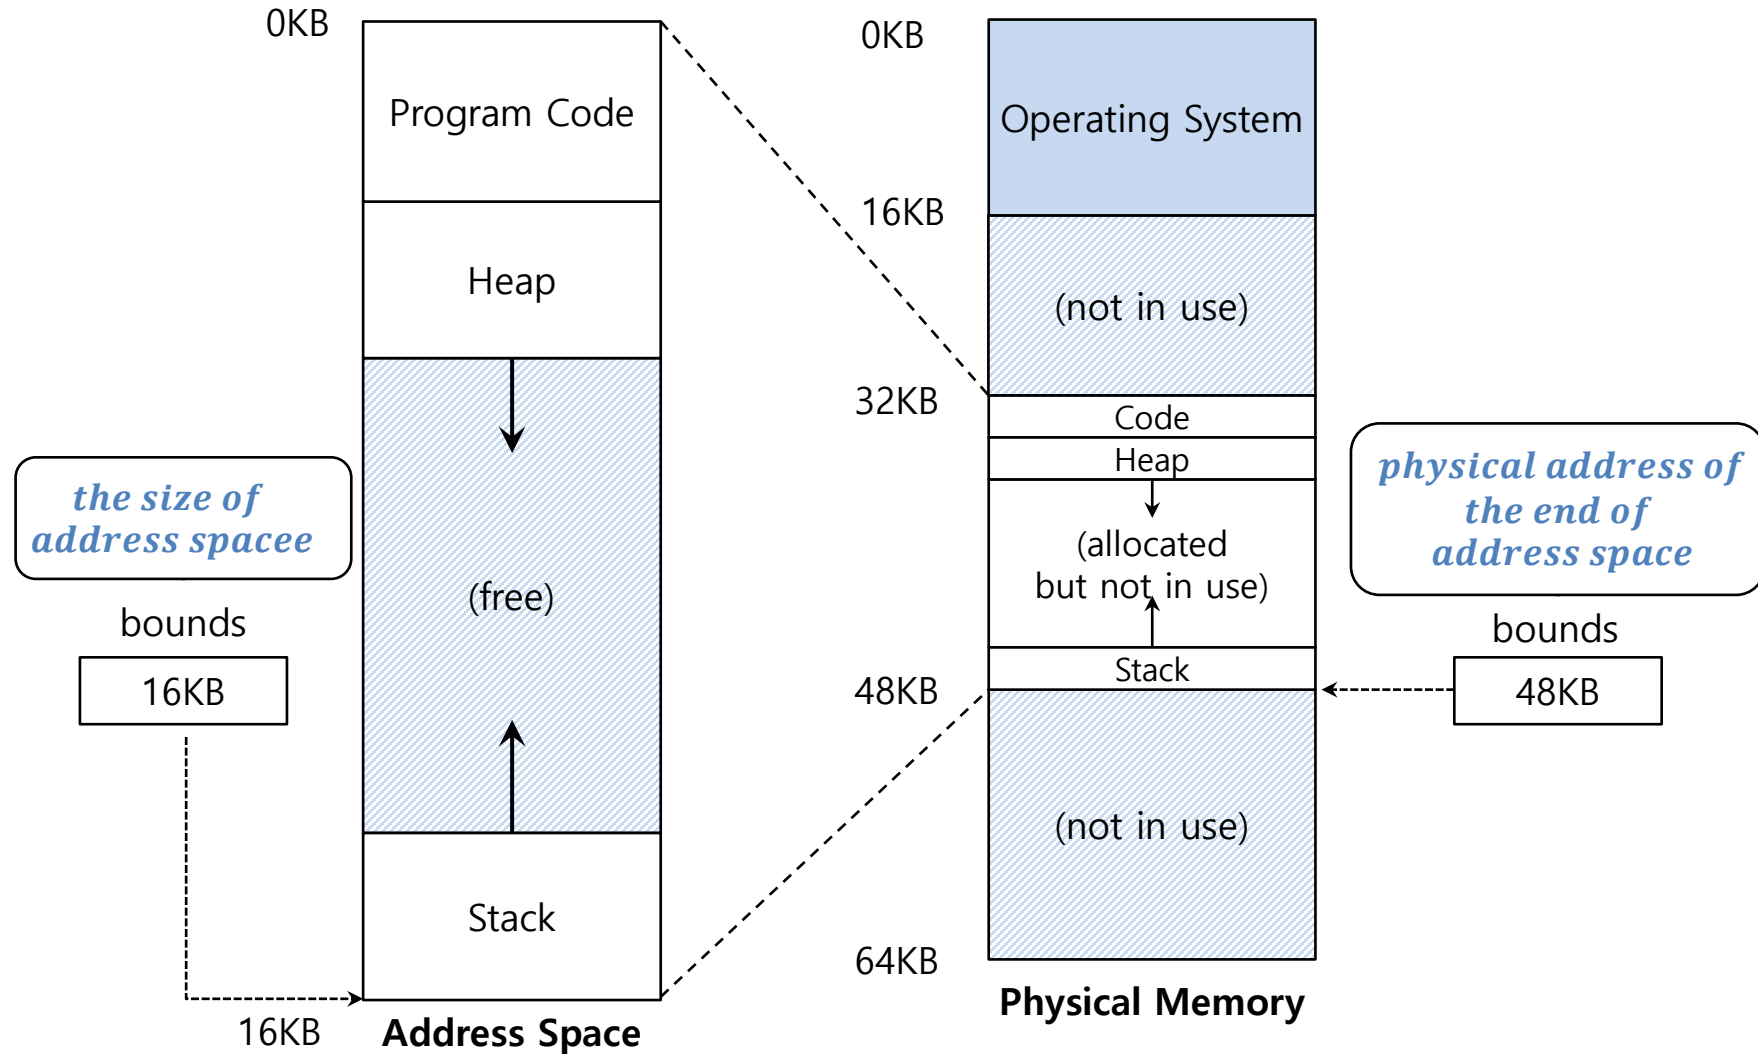 0KB
Program Code
Heap
(free)
Stack
the size of
address spacee
bounds
16KB
16KB
Address Space
0KB
Operating System
16KB
(not in use)
32KB
Code
Heap
(allocated
but not in use)
Stack
48KB
(not in use)
64KB
Physical Memory
physical address of
the end of
address space
bounds
48KB